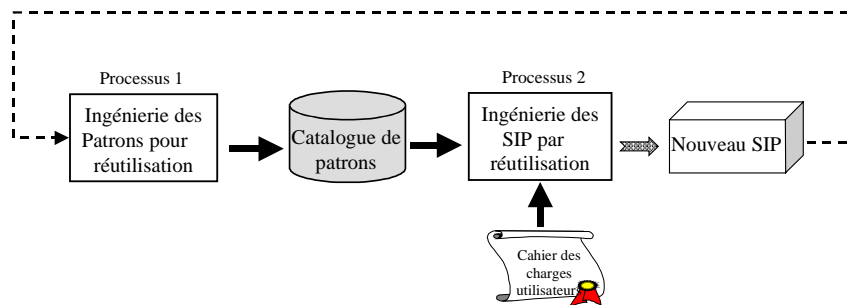 Processus 1
Ingénierie des
Patrons pour
réutilisation
Catalogue de
patrons
Processus 2
Ingénierie des
SIP par
réutilisation
Nouveau SIP
Cahier des
charges
utilisateurs